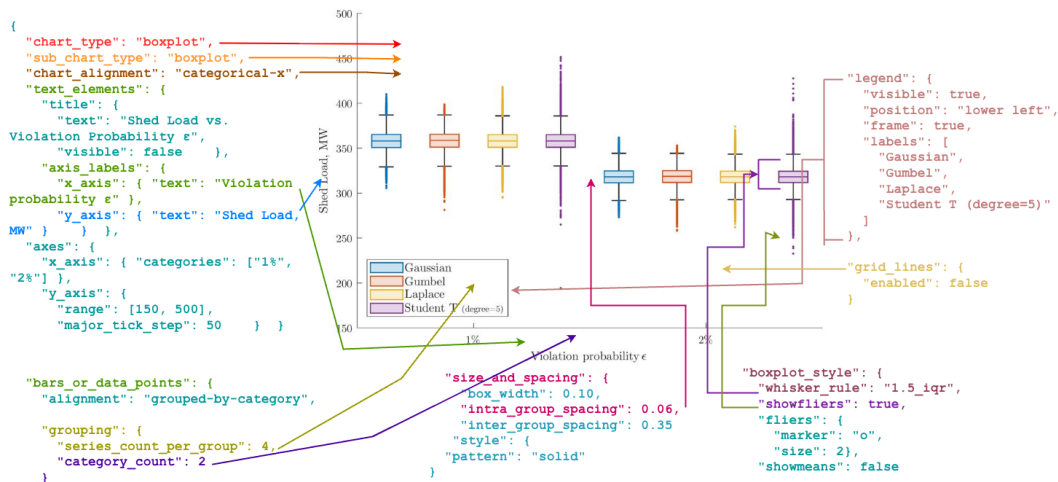 {
"chart_type": "boxplot",
"sub_chart_type": "boxplot",
"chart_alignment": "categorical-x",
"text_elements": {
"title": {
"text": "Shed Load vs.
Violation Probability ε",
"visible": false    },
"axis_labels": {
"x_axis": { "text": "Violation
probability ε" },
"y_axis": { "text": "Shed Load,
MW" }    }  },
"axes": {
"x_axis": { "categories": ["1%",
"2%"] },
"y_axis": {
"range": [150, 500],
"major_tick_step": 50    }  }
"bars_or_data_points": {
"alignment": "grouped-by-category",
"grouping": {
"series_count_per_group": 4,
"category_count": 2
}
500
450
400
350
300
250
200
150
Shed Load, MW
Gaussian
Gumbel
Laplace
Student T (degree=5)
1%
2%
Violation probability ϵ
"size_and_spacing": {
"box_width": 0.10,
"intra_group_spacing": 0.06,
"inter_group_spacing": 0.35
"style": {
"pattern": "solid"
}
"legend": {
"visible": true,
"position": "lower left",
"frame": true,
"labels": [
"Gaussian",
"Gumbel",
"Laplace",
"Student T (degree=5)"
]
},
"grid_lines": {
"enabled": false
}
"boxplot_style": {
"whisker_rule": "1.5_iqr",
"showfliers": true,
"fliers": {
"marker": "o",
"size": 2},
"showmeans": false